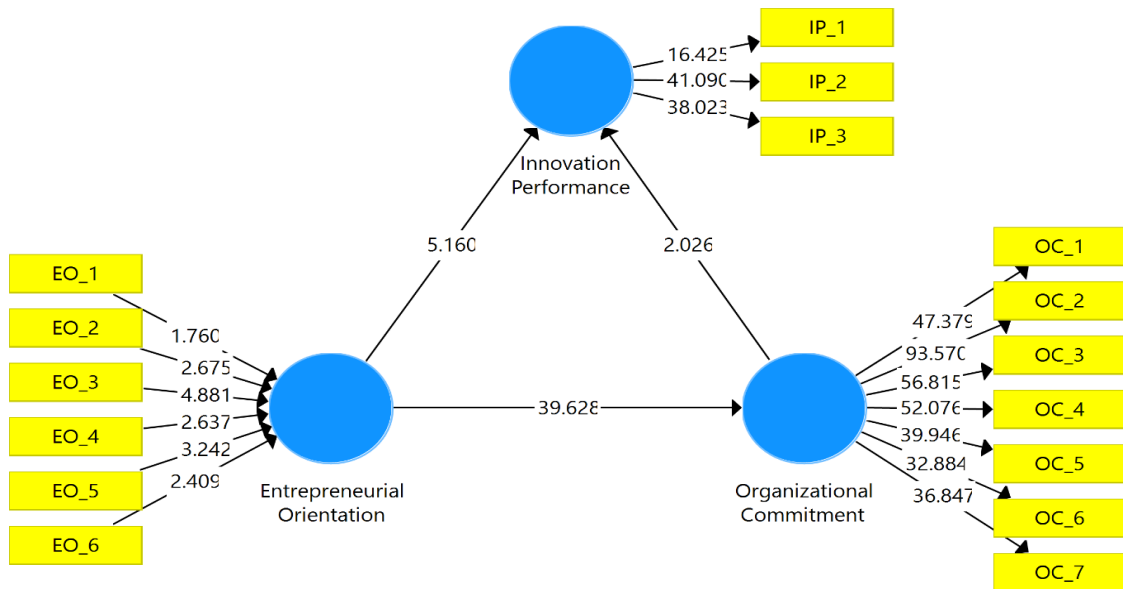 IP_1
16.425
IP_2
41.090
38.023
IP_3
Innovation
Performance
5.160
2.026
EO_1
EO_2
EO_3
EO_4
EO_5
EO_6
1.760
2.675
4.881
2.637
3.242
2.409
Entrepreneurial
Orientation
39.628
Organizational
Commitment
47.379
93.570
56.815
52.076
39.946
32.884
36.847
OC_1
OC_2
OC_3
OC_4
OC_5
OC_6
OC_7